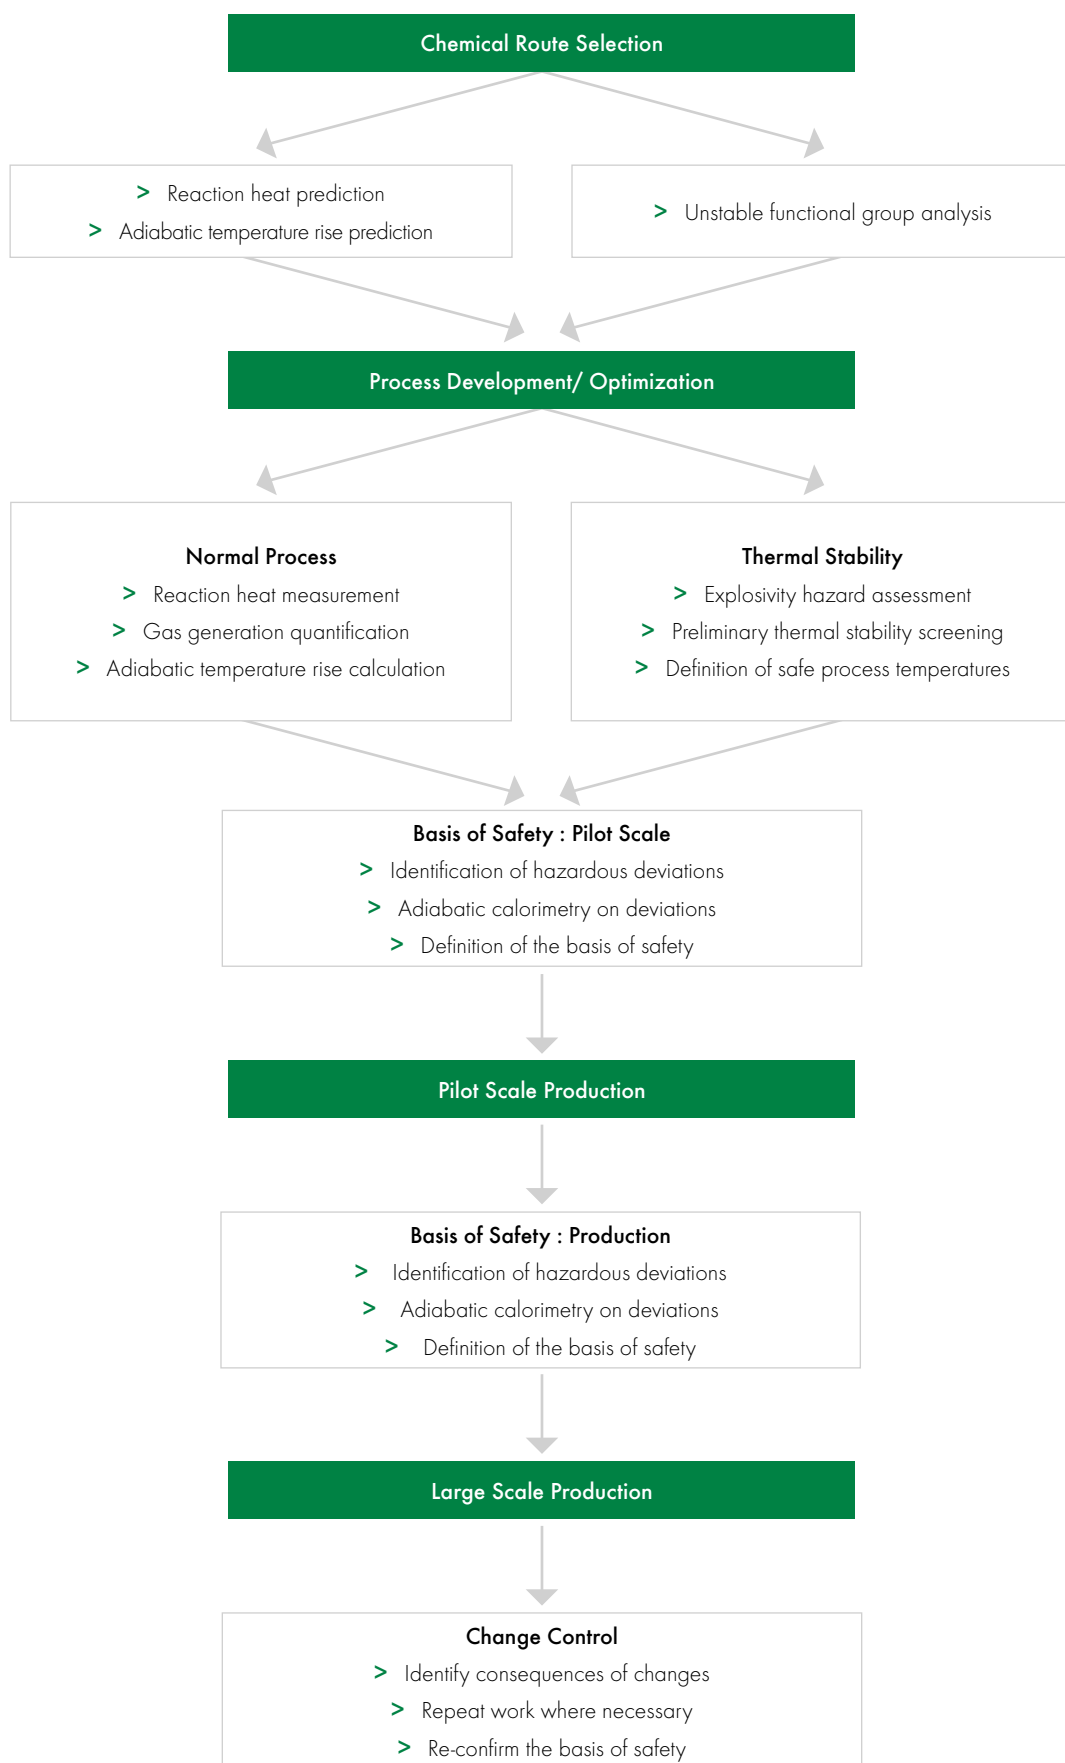 Chemical Route Selection
> Reaction heat prediction
> Adiabatic temperature rise prediction
> Unstable functional group analysis
Process Development/ Optimization
Normal Process
> Reaction heat measurement
> Gas generation quantification
> Adiabatic temperature rise calculation
Thermal Stability
> Explosivity hazard assessment
> Preliminary thermal stability screening
> Definition of safe process temperatures
Basis of Safety : Pilot Scale
> Identification of hazardous deviations
> Adiabatic calorimetry on deviations
> Definition of the basis of safety
Pilot Scale Production
Basis of Safety : Production
> Identification of hazardous deviations
> Adiabatic calorimetry on deviations
> Definition of the basis of safety
Large Scale Production
Change Control
> Identify consequences of changes
> Repeat work where necessary
> Re-confirm the basis of safety